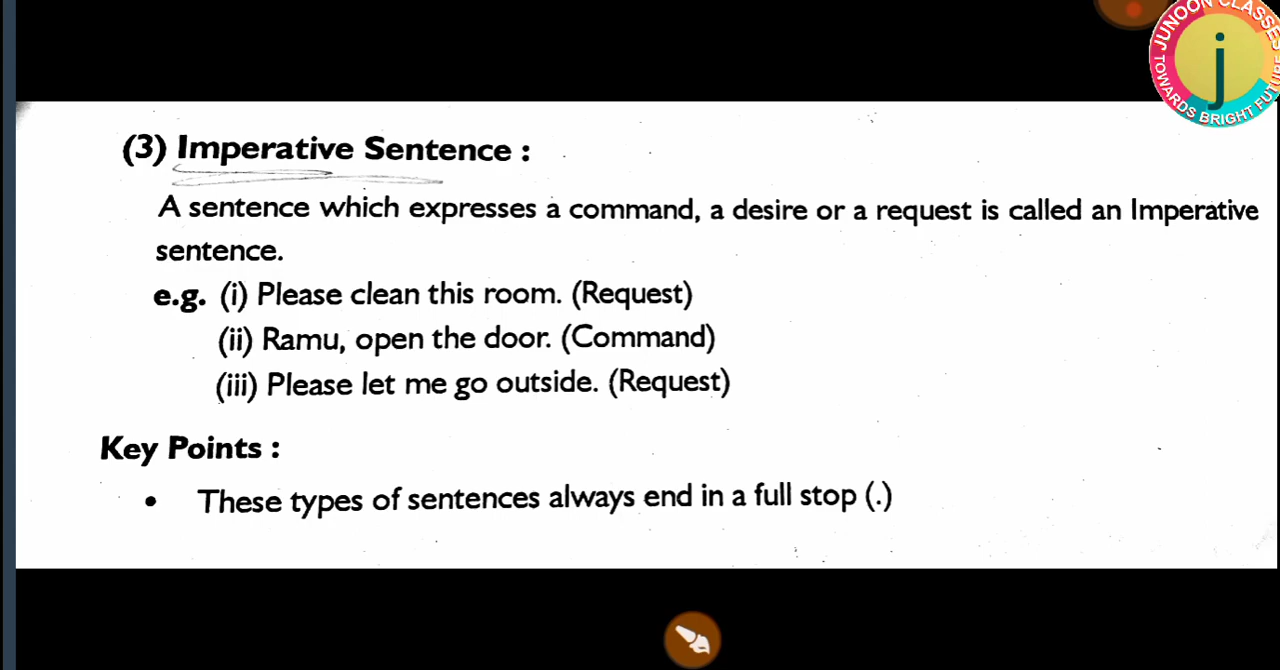 JUNOON CLASSES
TOWARDS BRIGHT FUTURE
j
(3) Imperative Sentence :
A sentence which expresses a command, a desire or a request is called an Imperative
sentence.
e.g. (i) Please clean this room. (Request)
(ii) Ramu, open the door. (Command)
(iii) Please let me go outside. (Request)
Key Points :
• These types of sentences always end in a full stop (.)